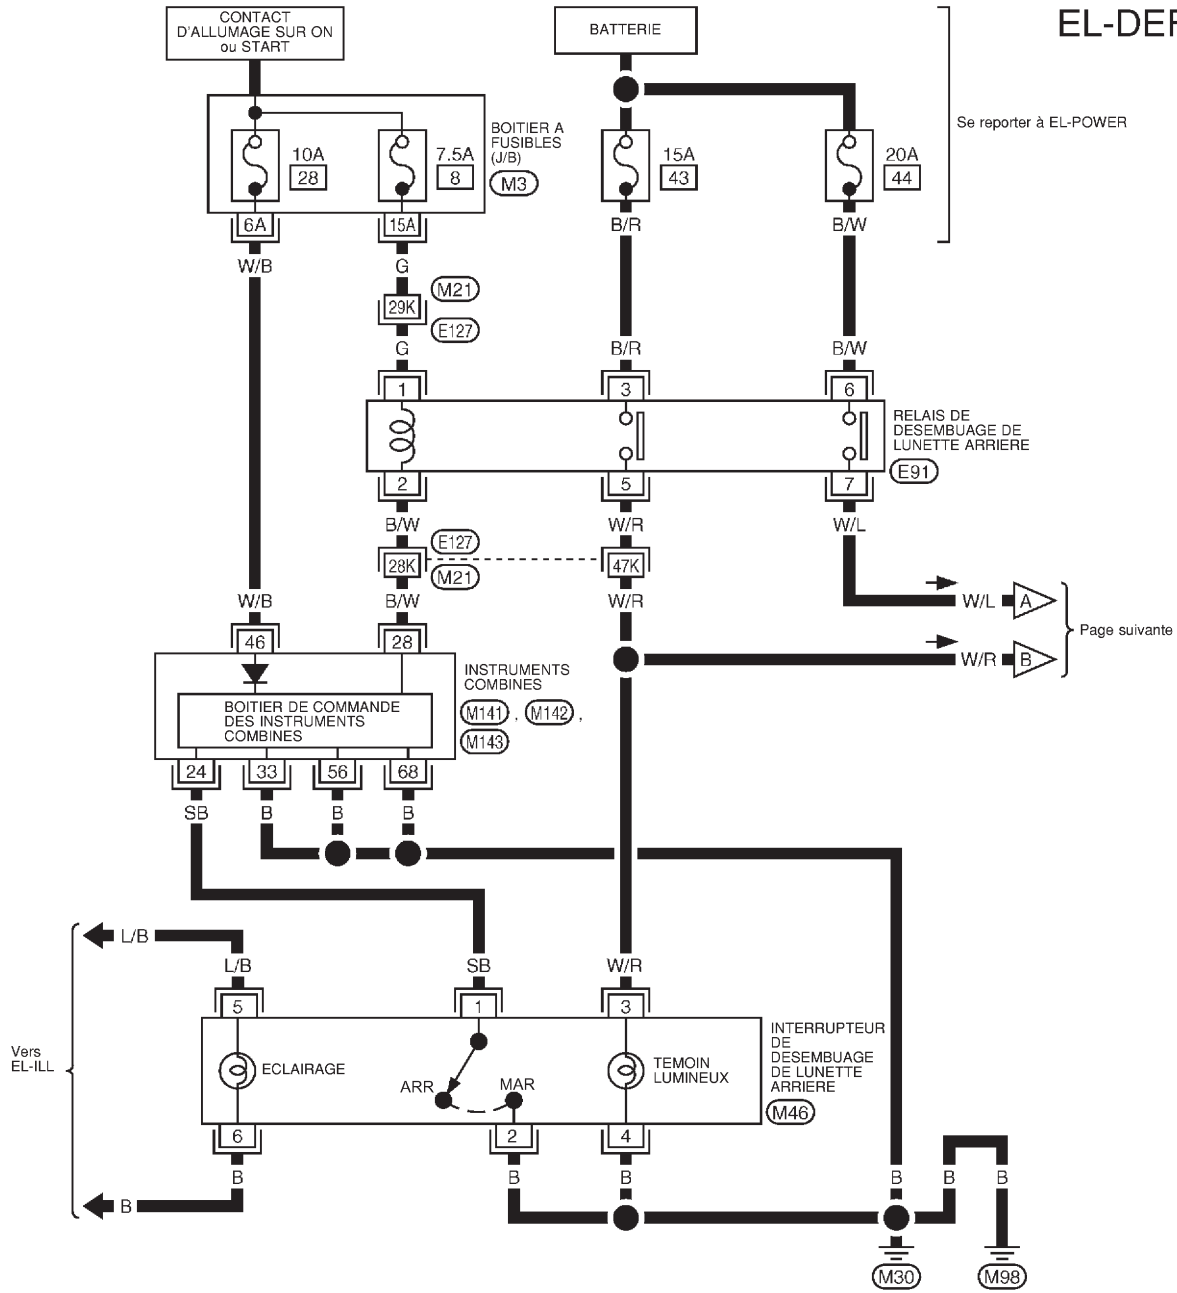 EL-DEF
CONTACT
D'ALLUMAGE SUR ON
ou START
BATTERIE
Se reporter à EL-POWER
BOITIER A
FUSIBLES
(J/B)
M3
10A
28
7.5A
8
15A
43
20A
44
6A
15A
B/R
B/W
W/B
G
M21
29K
E127
G
B/R
B/W
1
3
6
RELAIS DE
DESEMBUAGE DE
LUNETTE ARRIERE
E91
2
5
7
B/W
W/R
W/L
E127
28K
47K
M21
W/B
B/W
W/R
W/L
A
Page suivante
W/R
B
46
28
INSTRUMENTS
COMBINES
M141 , M142 ,
M143
BOITIER DE COMMANDE
DES INSTRUMENTS
COMBINES
24
33
56
68
SB
B
B
B
L/B
L/B
SB
W/R
5
1
3
INTERRUPTEUR
DE
DESEMBUAGE
DE LUNETTE
ARRIERE
M46
Vers
EL-ILL
ECLAIRAGE
ARR
MAR
TEMOIN
LUMINEUX
6
2
4
B
B
B
B
B
B
B
M30
M98